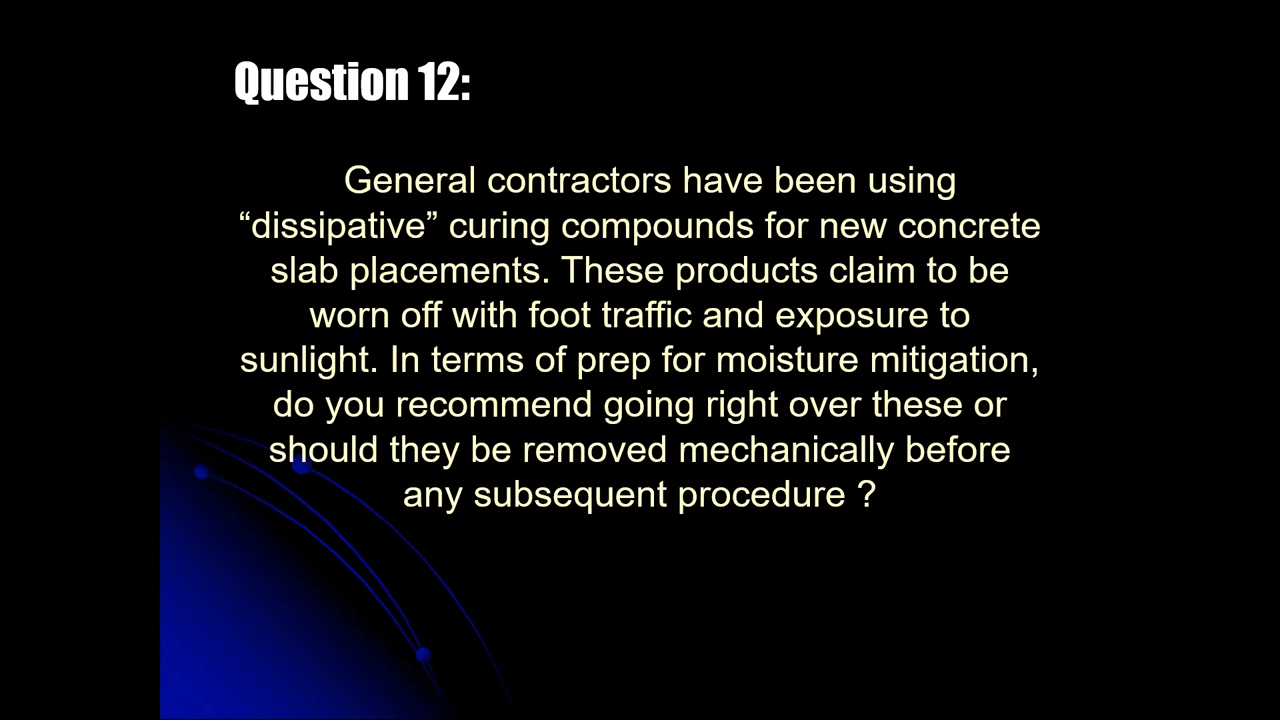 Question 12:
General contractors have been using
“dissipative” curing compounds for new concrete
slab placements. These products claim to be
worn off with foot traffic and exposure to
sunlight. In terms of prep for moisture mitigation,
do you recommend going right over these or
should they be removed mechanically before
any subsequent procedure ?